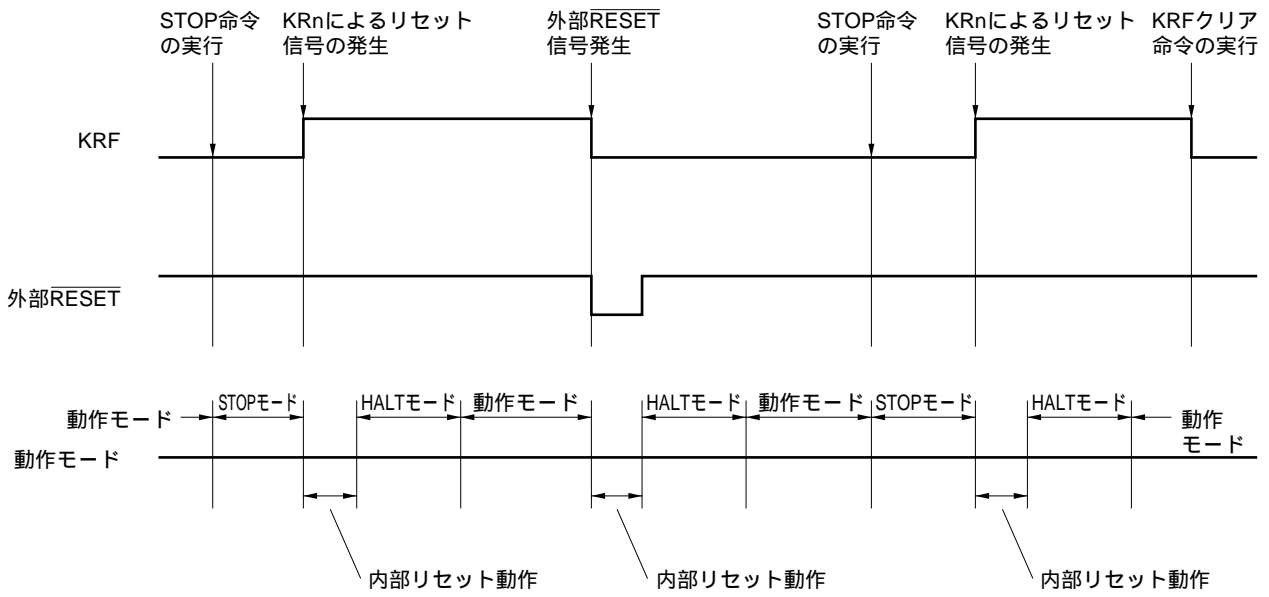 STOP命令
の実行
KRnによるリセット
信号の発生
外部RESET
信号発生
STOP命令
の実行
KRnによるリセット
信号の発生
KRFクリア
命令の実行
KRF
外部RESET
動作モード
STOPモード
HALTモード
動作モード
HALTモード
動作モード
STOPモード
HALTモード
動作
モード
動作モード
内部リセット動作
内部リセット動作
内部リセット動作